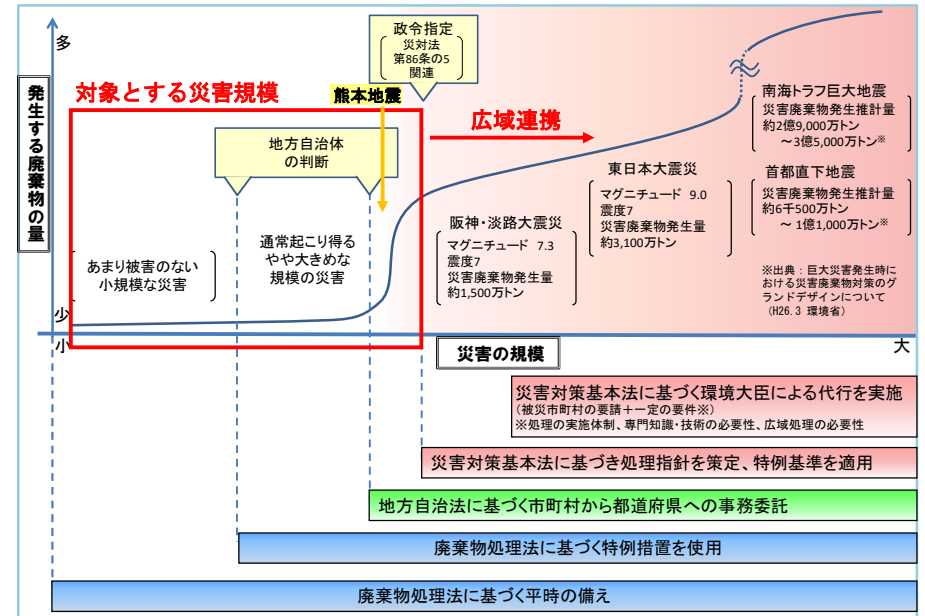 政令指定
災対法
第86条の5
関連
多
発生する廃棄物の量
対象とする災害規模
熊本地震
広域連携
地方自治体
の判断
南海トラフ巨大地震
災害廃棄物発生推計量
約2億9,000万トン
～3億5,000万トン※
東日本大震災
マグニチュード 9.0
震度7
災害廃棄物発生量
約3,100万トン
首都直下地震
災害廃棄物発生推計量
約6千500万トン
～ 1億1,000万トン※
阪神・淡路大震災
マグニチュード 7.3
震度7
災害廃棄物発生量
約1,500万トン
通常起こり得る
やや大きめな
規模の災害
あまり被害のない
小規模な災害
※出典：巨大災害発生時に
おける災害廃棄物対策のグ
ランドデザインについて
（H26.3 環境省）
少
小
災害の規模
大
災害対策基本法に基づく環境大臣による代行を実施
（被災市町村の要請＋一定の要件※）
※処理の実施体制、専門知識・技術の必要性、広域処理の必要性
災害対策基本法に基づき処理指針を策定、特例基準を適用
地方自治法に基づく市町村から都道府県への事務委託
廃棄物処理法に基づく特例措置を使用
廃棄物処理法に基づく平時の備え